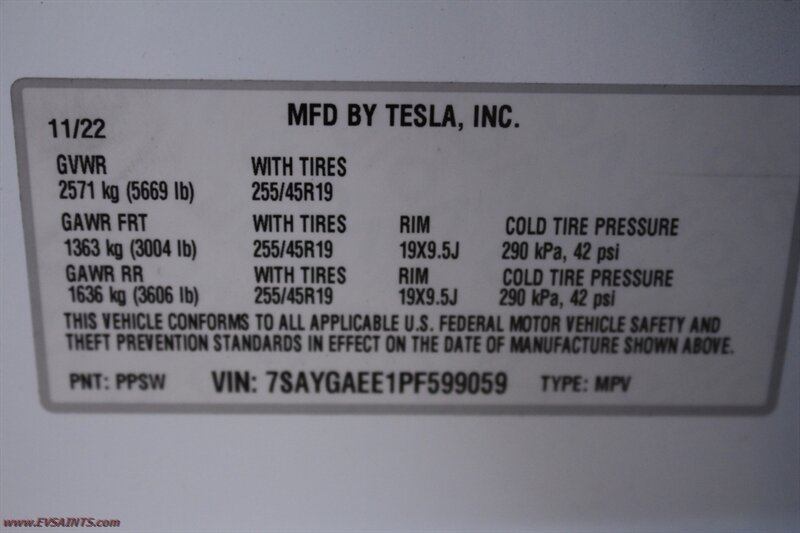 MFD BY TESLA, INC.
11/22
GVWR WITH TIRES
2571 kg (5669 lb) 255/45R19
GAWR FRT WITH TIRES RIM COLD TIRE PRESSURE
1363 kg (3004 lb) 255/45R19 19X9.5J 290 kPa, 42 psi
GAWR RR WITH TIRES RIM COLD TIRE PRESSURE
1636 kg (3606 lb) 255/45R19 19X9.5J 290 kPa, 42 psi
THIS VEHICLE CONFORMS TO ALL APPLICABLE U.S. FEDERAL MOTOR VEHICLE SAFETY AND
THEFT PREVENTION STANDARDS IN EFFECT ON THE DATE OF MANUFACTURE SHOWN ABOVE.
PNT: PPSW VIN: 7SAYGAEE1PF599059 TYPE: MPV
www.EVSAINTS.com